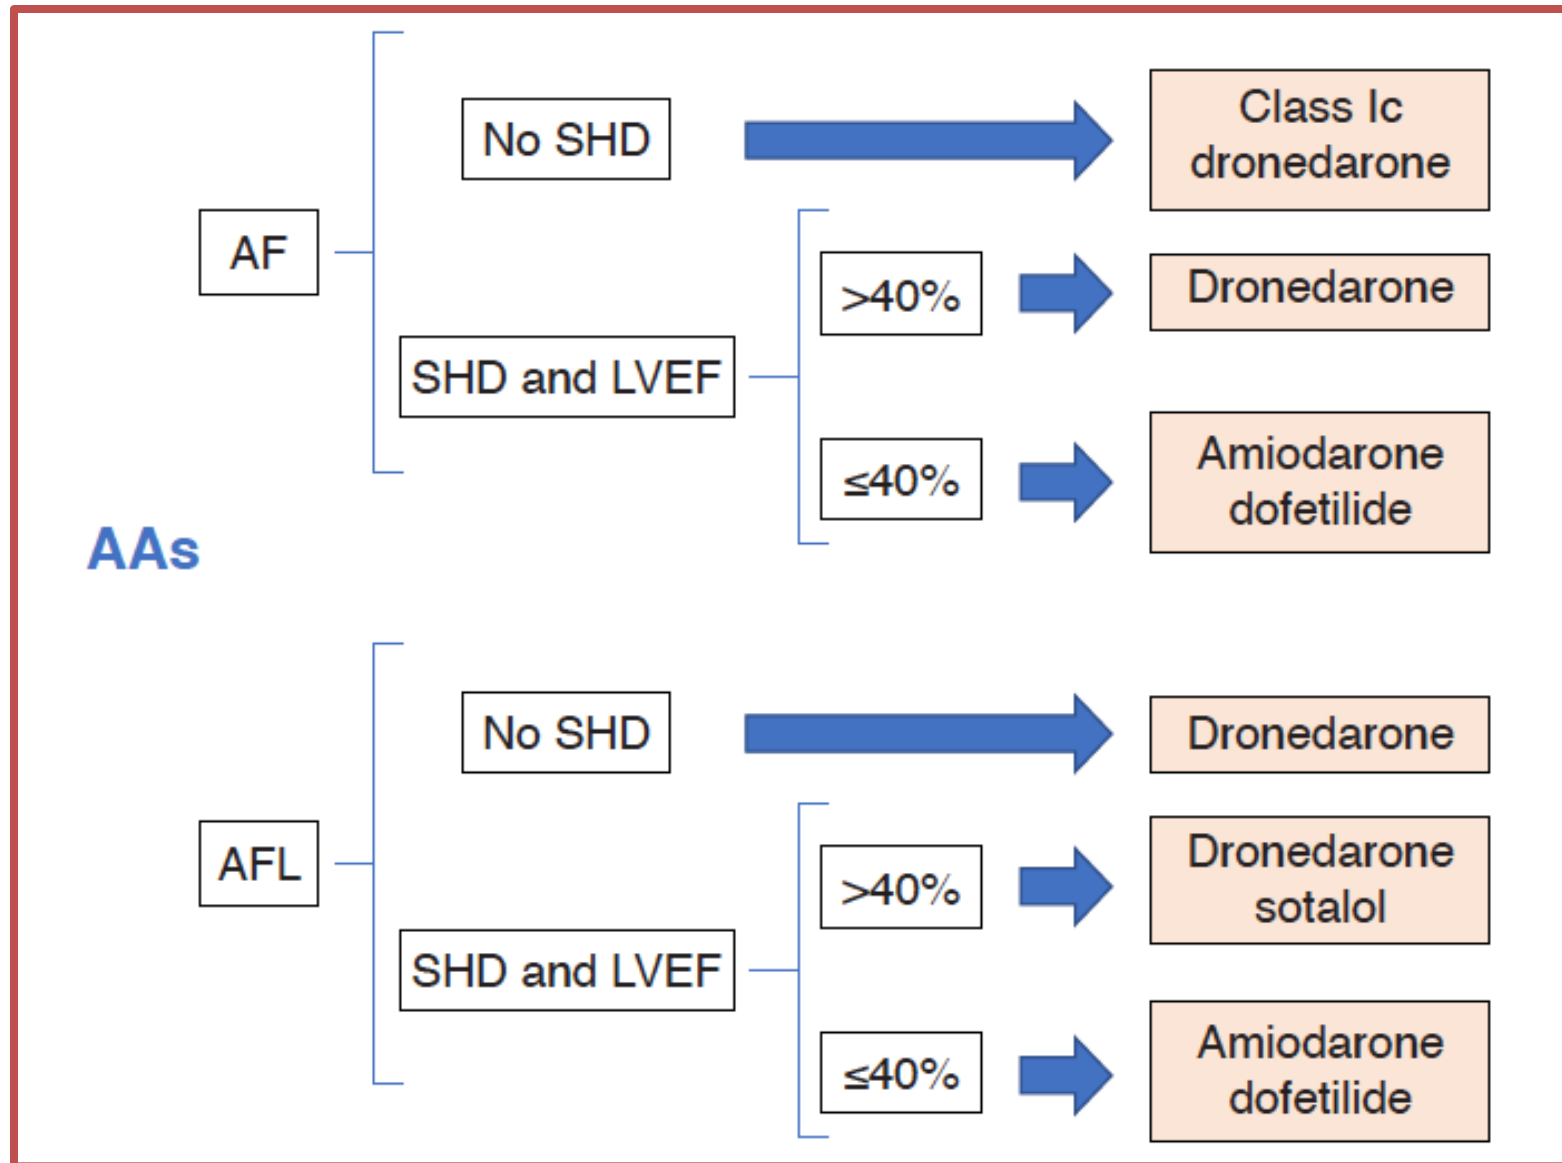 No SHD
Class Ic
dronedarone
AF
>40%
Dronedarone
SHD and LVEF
≤40%
Amiodarone
dofetilide
AAs
No SHD
Dronedarone
AFL
>40%
Dronedarone
sotalol
SHD and LVEF
≤40%
Amiodarone
dofetilide